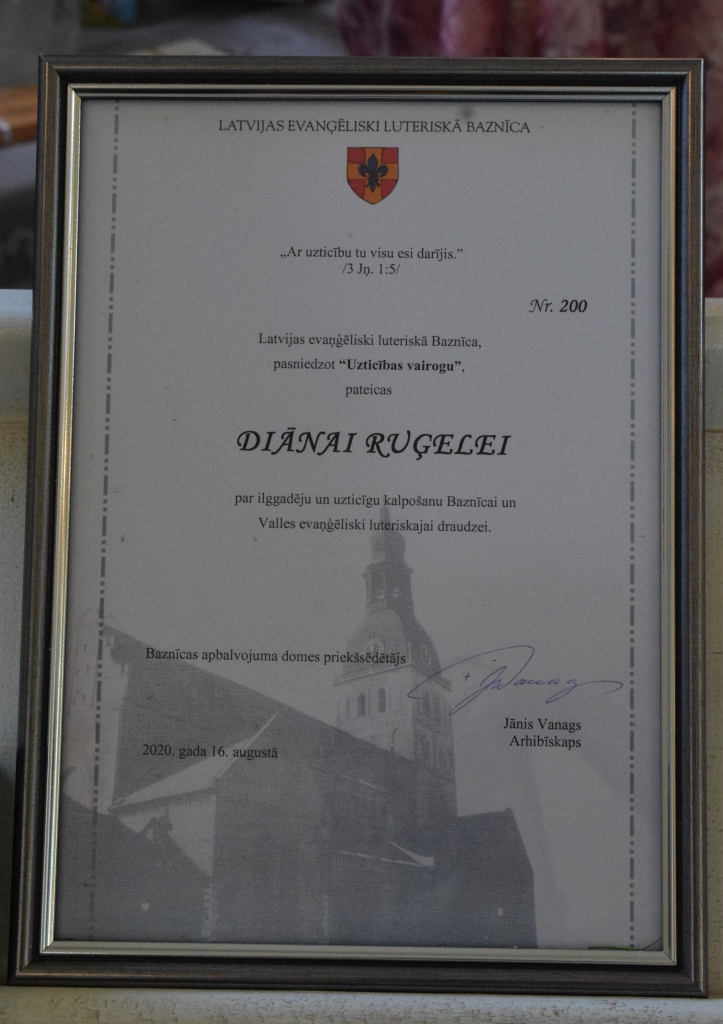 LATVIJAS EVAŅĢĒLISKI LUTERISKĀ BAZNĪCA
„Ar uzticību tu visu esi darījis.”
/3 Jņ. 1:5/
Nr. 200
Latvijas evaņģēliski luteriskā Baznīca,
pasniedzot “Uzticības vairogu”,
pateicas
DIĀNAI RUĢELEI
par ilggadēju un uzticīgu kalpošanu Baznīcai un
Valles evaņģēliski luteriskajai draudzei.
Baznīcas apbalvojuma domes priekšsēdētājs
JVanags
Jānis Vanags
Arhibīskaps
2020. gada 16. augustā